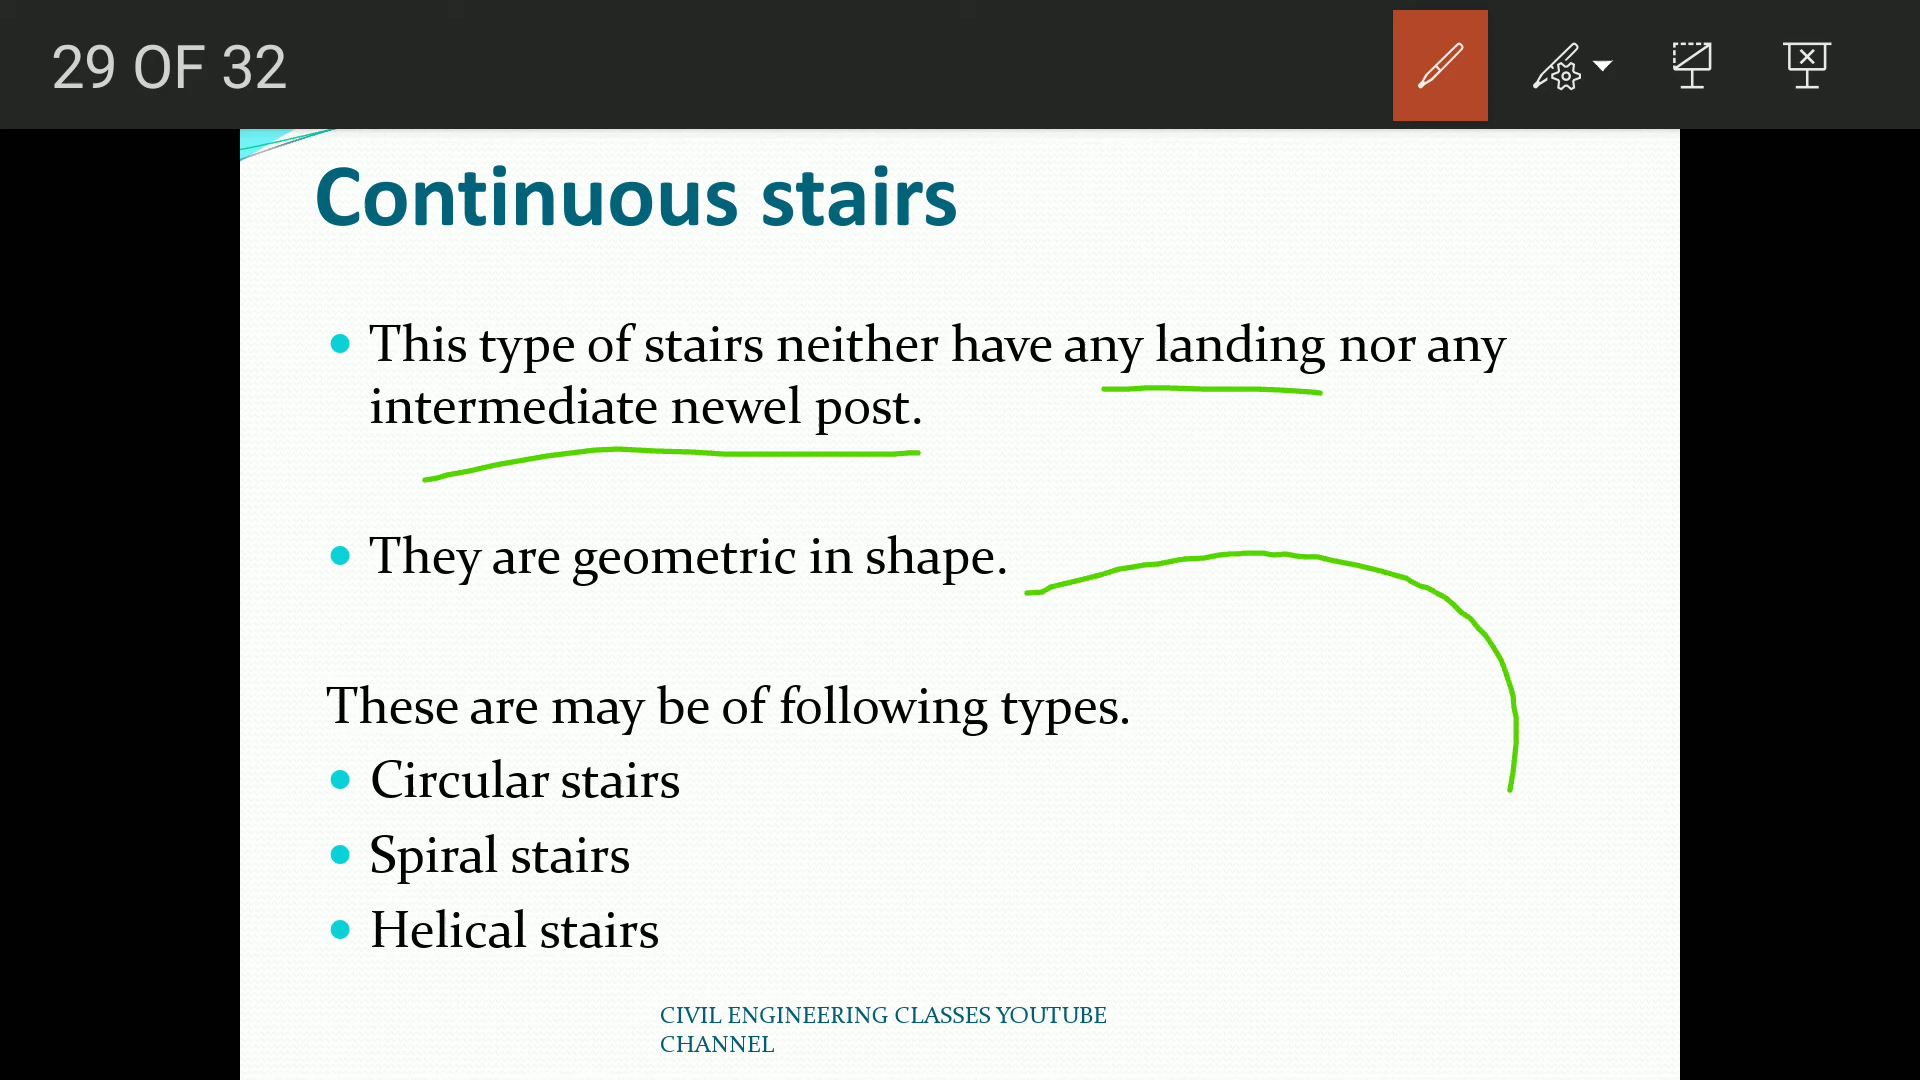 29 OF 32
Continuous stairs
This type of stairs neither have any landing nor any
intermediate newel post.
They are geometric in shape.
These are may be of following types.
Circular stairs
Spiral stairs
Helical stairs
CIVIL ENGINEERING CLASSES YOUTUBE
CHANNEL